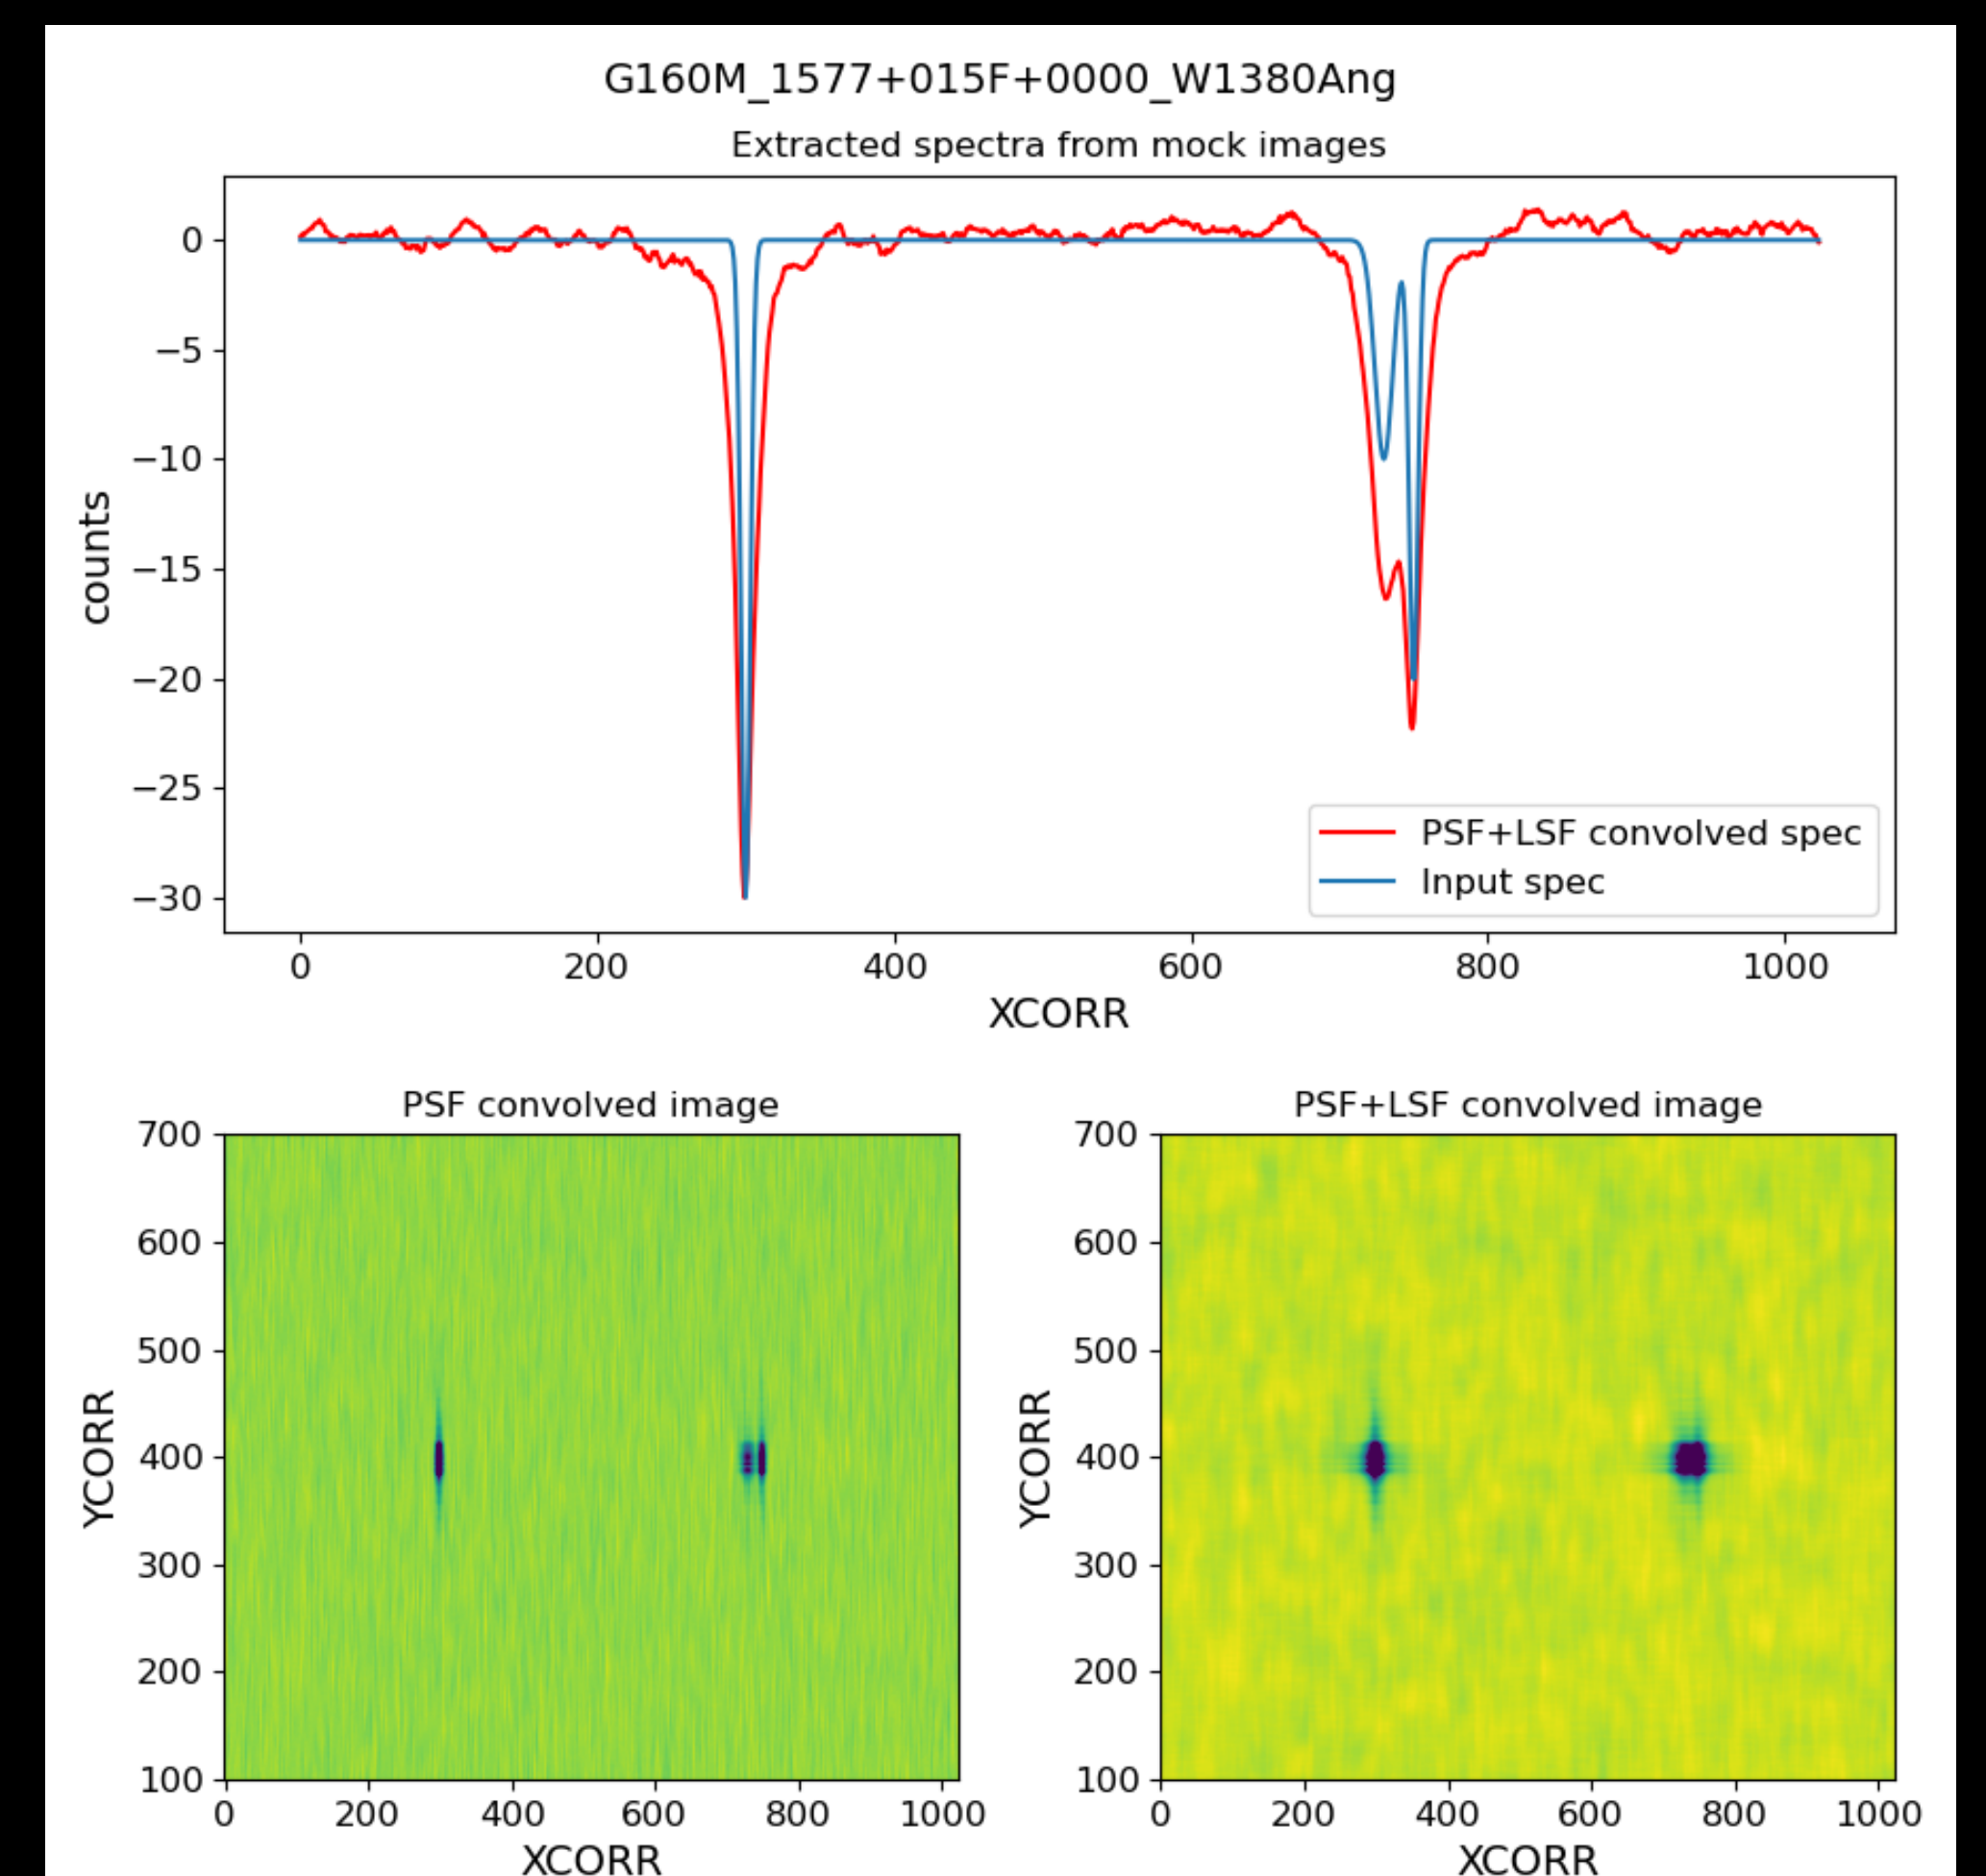 G160M_1577+015F+0000_W1380Ang
Extracted spectra from mock images
0
−5
−10
−15
−20
−25
−30
counts
PSF+LSF convolved spec
Input spec
0 200 400 600 800 1000
XCORR
PSF convolved image
700
600
500
400
300
200
100
YCORR
0 200 400 600 800 1000
XCORR
PSF+LSF convolved image
700
600
500
400
300
200
100
YCORR
0 200 400 600 800 1000
XCORR